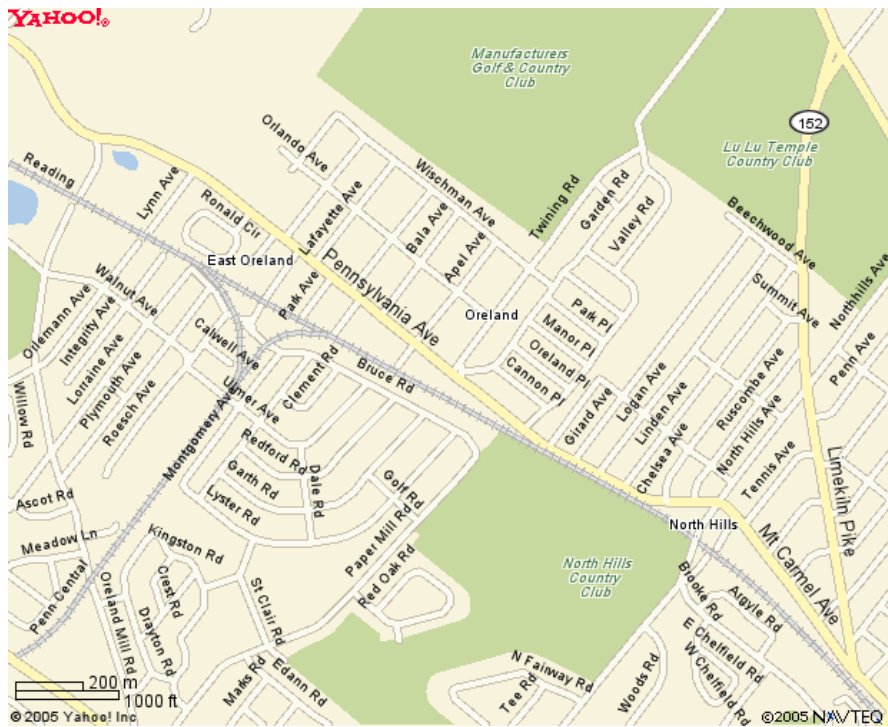 YAHOO!®
Manufacturers
Golf & Country
Club
152
Lu Lu Temple
Country Club
Orlando Ave
Wischman Ave
Reading
Lynn Ave
Ronald Cir
Lafayette Ave
Bala Ave
Apel Ave
Twining Rd
Garden Rd
Valley Rd
Beechwood Ave
East Oreland
Pennsylvania Ave
Park Ave
Oreland
Summit Ave
Northhills Ave
Walnut Ave
Orlemann Ave
Integrity Ave
Lorraine Ave
Plymouth Ave
Roesch Ave
Calwell Ave
Clement Rd
Bruce Rd
Park Pl
Manor Pl
Oreland Pl
Cannon Pl
Penn Ave
Willow Rd
Ulmer Ave
Montgomery Ave
Girard Ave
Logan Ave
Linden Ave
Chelsea Ave
Ruscombe Ave
North Hills Ave
Tennis Ave
Limekiln Pike
Redford Rd
Garth Rd
Lyster Rd
Dale Rd
Golf Rd
Paper Mill Rd
Ascot Rd
Meadow Ln
Kingston Rd
North Hills
Mt Carmel Ave
Penn Central
Oreland Mill Rd
Crest Rd
Drayton Rd
St Clair Rd
Red Oak Rd
North Hills
Country
Club
Brooke Rd
Argyle Rd
E Chelfield Rd
W Chelfield Rd
Marks Rd
Edann Rd
N Fairway Rd
Tee Rd
Woods Rd
200 m
1000 ft
©2005 Yahoo! Inc
©2005 NAVTEQ